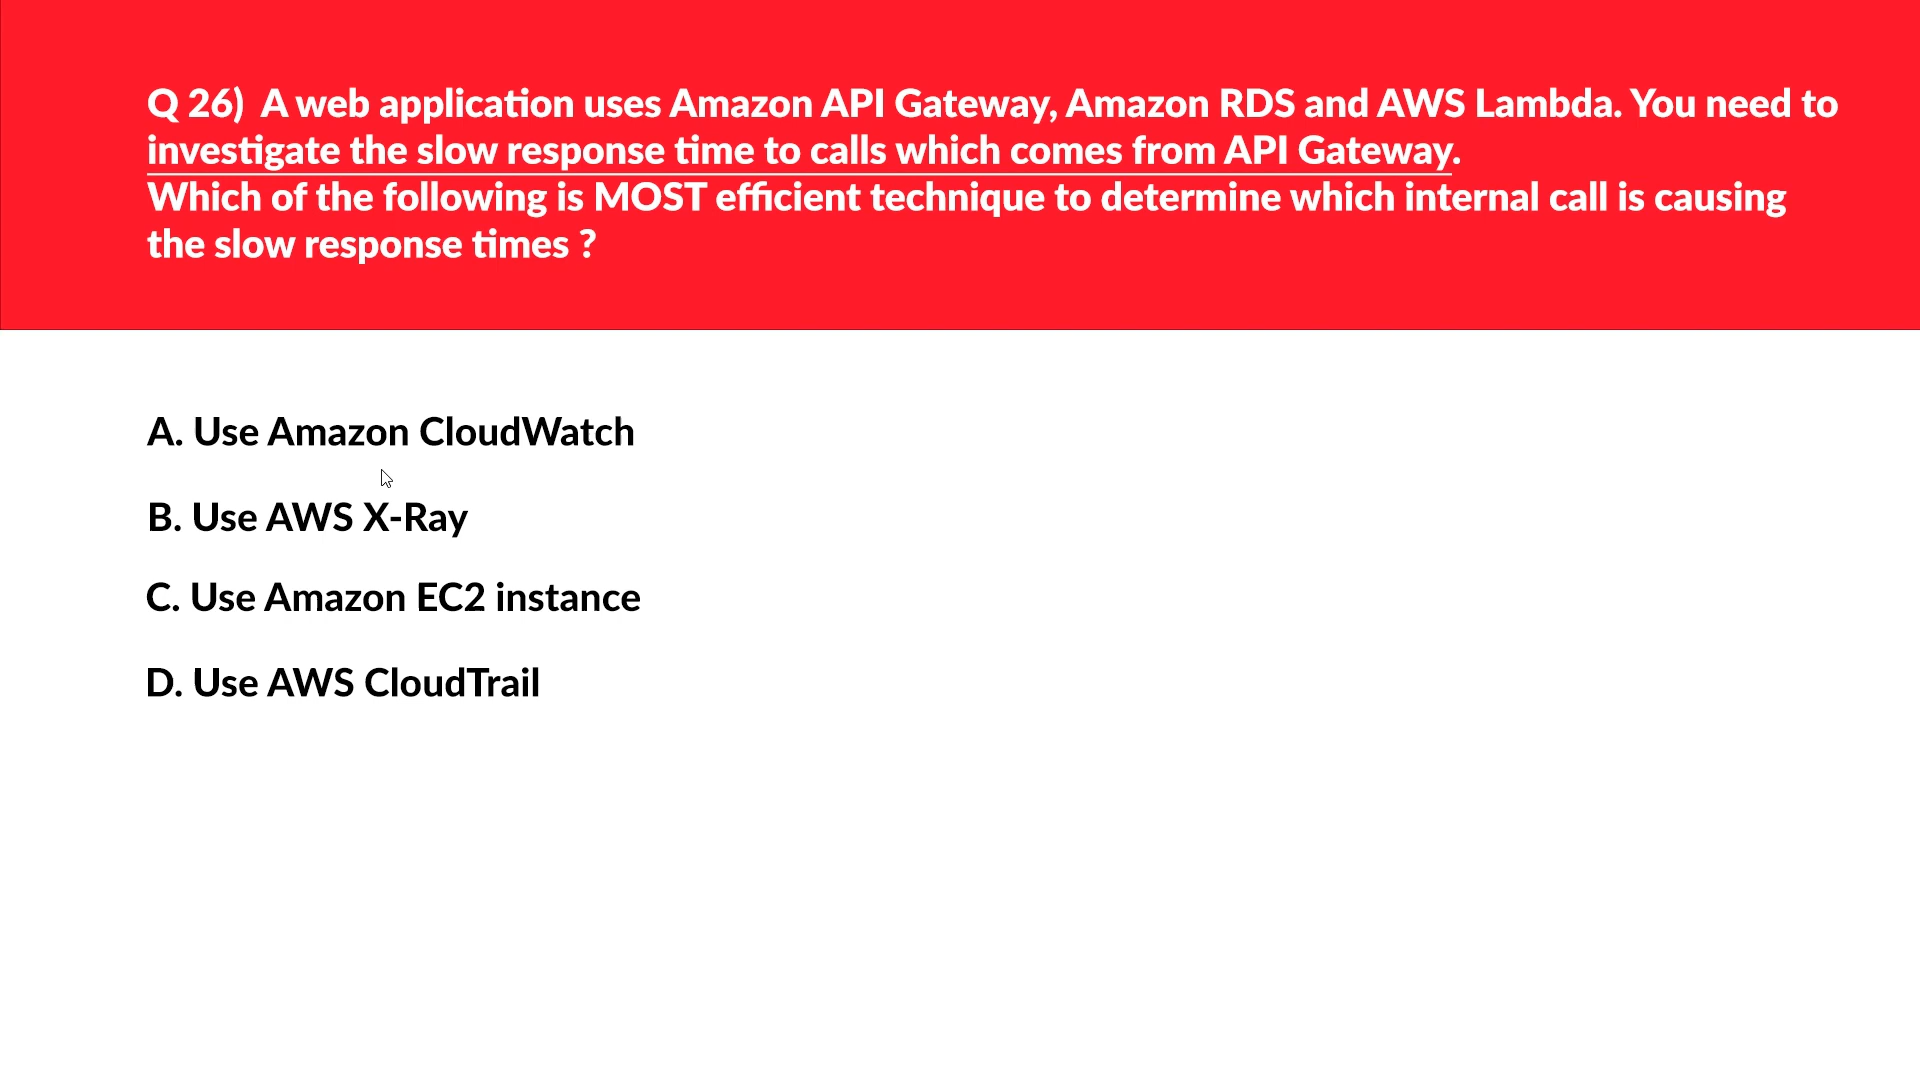 Q 26) A web application uses Amazon API Gateway, Amazon RDS and AWS Lambda. You need to
investigate the slow response time to calls which comes from API Gateway.
Which of the following is MOST efficient technique to determine which internal call is causing
the slow response times ?
A. Use Amazon CloudWatch
B. Use AWS X-Ray
C. Use Amazon EC2 instance
D. Use AWS CloudTrail